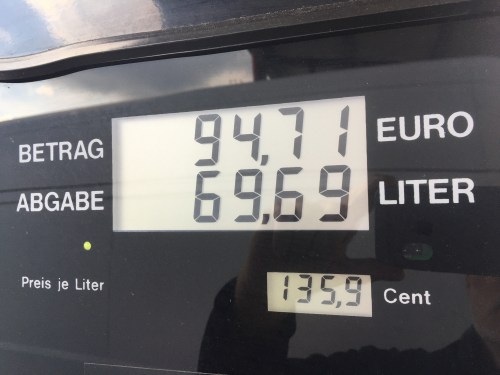 BETRAG 94,71 EURO
ABGABE 69,69 LITER
Preis je Liter 135,9 Cent